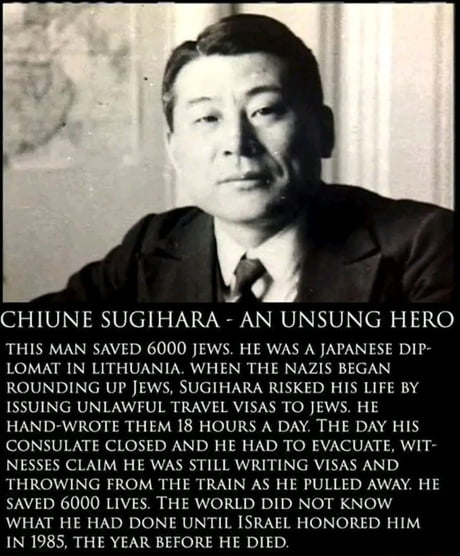 CHIUNE SUGIHARA - AN UNSUNG HERO
THIS MAN SAVED 6000 JEWS. HE WAS A JAPANESE DIP-
LOMAT IN LITHUANIA. WHEN THE NAZIS BEGAN
ROUNDING UP JEWS, SUGIHARA RISKED HIS LIFE BY
ISSUING UNLAWFUL TRAVEL VISAS TO JEWS. HE
HAND-WROTE THEM 18 HOURS A DAY. THE DAY HIS
CONSULATE CLOSED AND HE HAD TO EVACUATE, WIT-
NESSES CLAIM HE WAS STILL WRITING VISAS AND
THROWING FROM THE TRAIN AS HE PULLED AWAY. HE
SAVED 6000 LIVES. THE WORLD DID NOT KNOW
WHAT HE HAD DONE UNTIL ISRAEL HONORED HIM
IN 1985, THE YEAR BEFORE HE DIED.